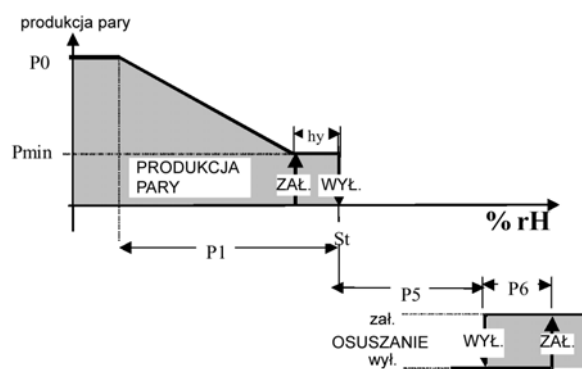 produkcja pary
P0
hy
Pmin
PRODUKCJA
PARY
ZAŁ.
WYŁ.
% rH
St
P1
P5
P6
zał.
OSUSZANIE
WYŁ.
ZAŁ.
wył.